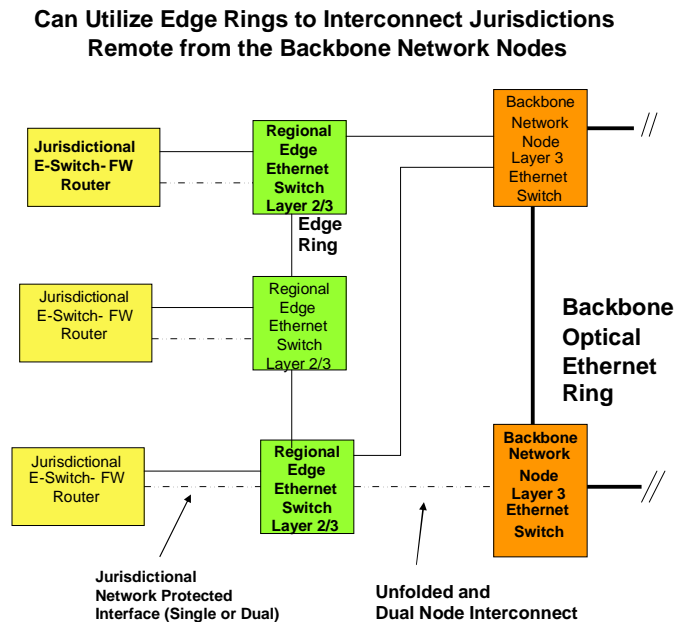 Can Utilize Edge Rings to Interconnect Jurisdictions
Remote from the Backbone Network Nodes
Jurisdictional
E-Switch- FW
Router
Regional
Edge
Ethernet
Switch
Layer 2/3
Backbone
Network
Node
Layer 3
Ethernet
Switch
Edge
Ring
Jurisdictional
E-Switch- FW
Router
Regional
Edge
Ethernet
Switch
Layer 2/3
Backbone
Optical
Ethernet
Ring
Jurisdictional
E-Switch- FW
Router
Regional
Edge
Ethernet
Switch
Layer 2/3
Backbone
Network
Node
Layer 3
Ethernet
Switch
Jurisdictional
Network Protected
Interface (Single or Dual)
Unfolded and
Dual Node Interconnect